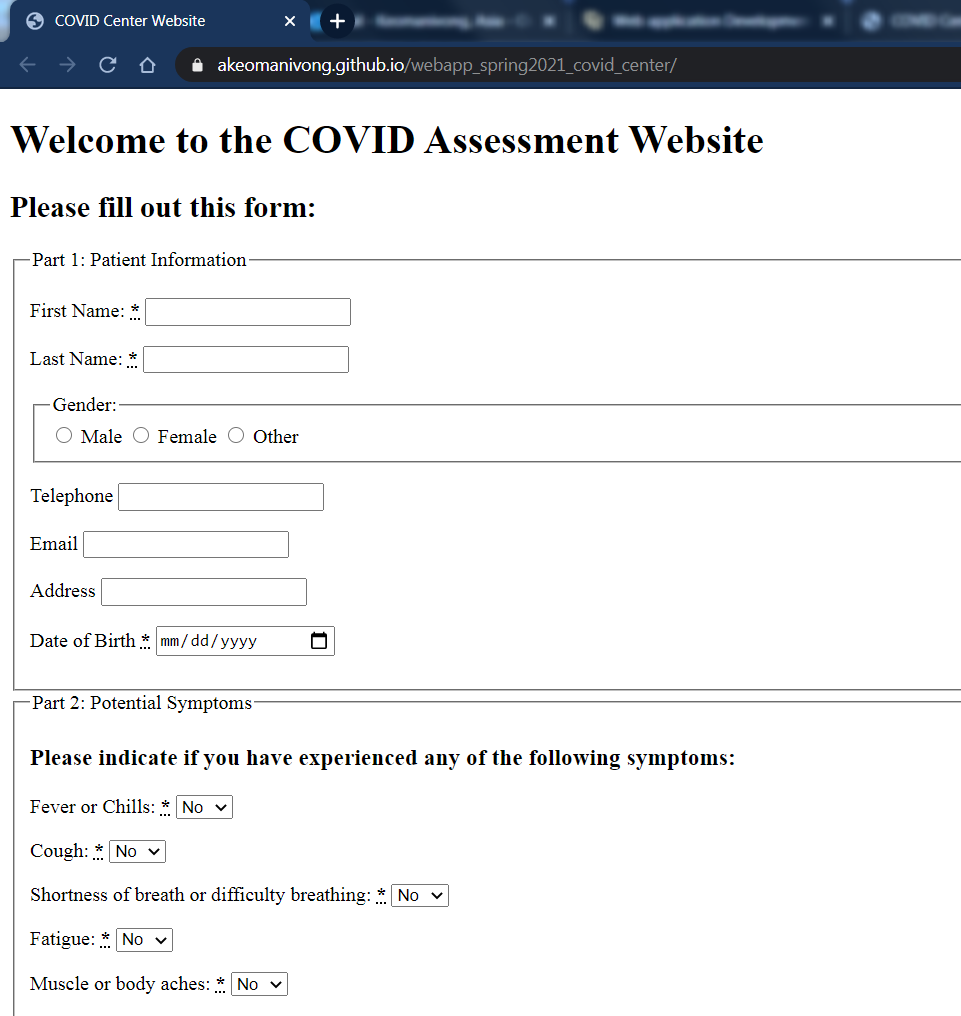 COVID Center Website
akeomanivong.github.io/webapp_spring2021_covid_center/
Welcome to the COVID Assessment Website
Please fill out this form:
Part 1: Patient Information
First Name: *
Last Name: *
Gender:
Male Female Other
Telephone
Email
Address
Date of Birth * mm/dd/yyyy
Part 2: Potential Symptoms
Please indicate if you have experienced any of the following symptoms:
Fever or Chills: * No
Cough: * No
Shortness of breath or difficulty breathing: * No
Fatigue: * No
Muscle or body aches: * No